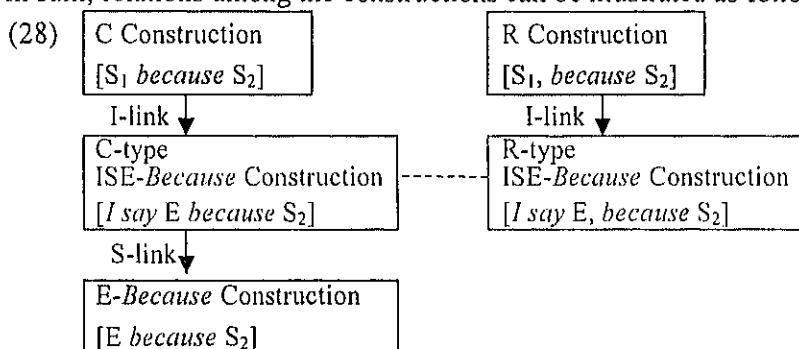 In sum, relations among the constructions can be illustrated as
(28)
C Construction
[S₁ because S₂]
R Construction
[S₁, because S₂]
I-link
I-link
C-type
ISE-Because Construction
[I say E because S₂]
R-type
ISE-Because Construction
[I say E, because S₂]
S-link
E-Because Construction
[E because S₂]